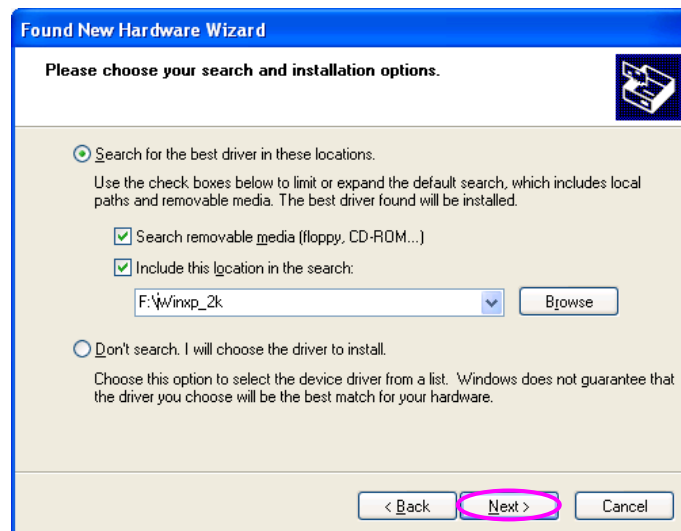 Found New Hardware Wizard
Please choose your search and installation options.
Search for the best driver in these locations.
Use the check boxes below to limit or expand the default search, which includes local
paths and removable media. The best driver found will be installed.
Search removable media (floppy, CD-ROM...)
Include this location in the search:
F:\Winxp_2k
Browse
Don't search. I will choose the driver to install.
Choose this option to select the device driver from a list. Windows does not guarantee that
the driver you choose will be the best match for your hardware.
< Back Next > Cancel